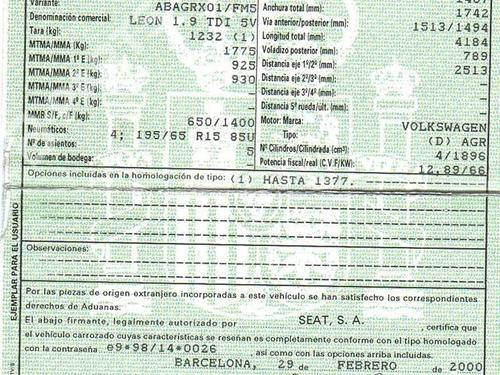 Variante: ABAGRX01/FM5
Denominación comercial: LEON 1,9 TDI 5V
Tara (kg): 1232 (1)
MTMA/MMA (Kg): 1775
MTMA/MMA 1º E (kg): 925
MTMA/MMA 2º E (kg): 930
MTMA/MMA 3º E (kg): –
MTMA/MMA 4º E (kg): –
MMR S/F, c/F (kg): 650/1400
Neumáticos: 4; 195/65 R15 85U
Nº de asientos: 5
Volumen de bodega: –
Anchura total (mm): 1742
Vía anterior/posterior (mm): 1513/1494
Longitud total (mm): 4184
Voladizo posterior (mm): 789
Distancia eje 1º/2º (mm): 2513
Distancia eje 2º/3º (mm): –
Distancia eje 3º/4º (mm): –
Distancia 5ª rueda/últ. (mm): –
Motor: Marca: VOLKSWAGEN
Tipo: (D) AGR
Nº Cilindros/Cilindrada (cm³): 4/1896
Potencia fiscal/real (C.V.F/KW): 12,89/66
Opciones incluidas en la homologación de tipo: (1) HASTA 1377.
Observaciones:
EJEMPLAR PARA EL USUARIO
Por las piezas de origen extranjero incorporadas a este vehículo se han satisfecho los correspondientes
derechos de Aduanas.
El abajo firmante, legalmente autorizado por SEAT, S. A. , certifica que
el vehículo carrozado cuyas características se reseñan es completamente conforme con el tipo homologado
con la contraseña e9*98/14*0026 , así como con las opciones arriba incluidas.
BARCELONA, 29 de FEBRERO de 2000